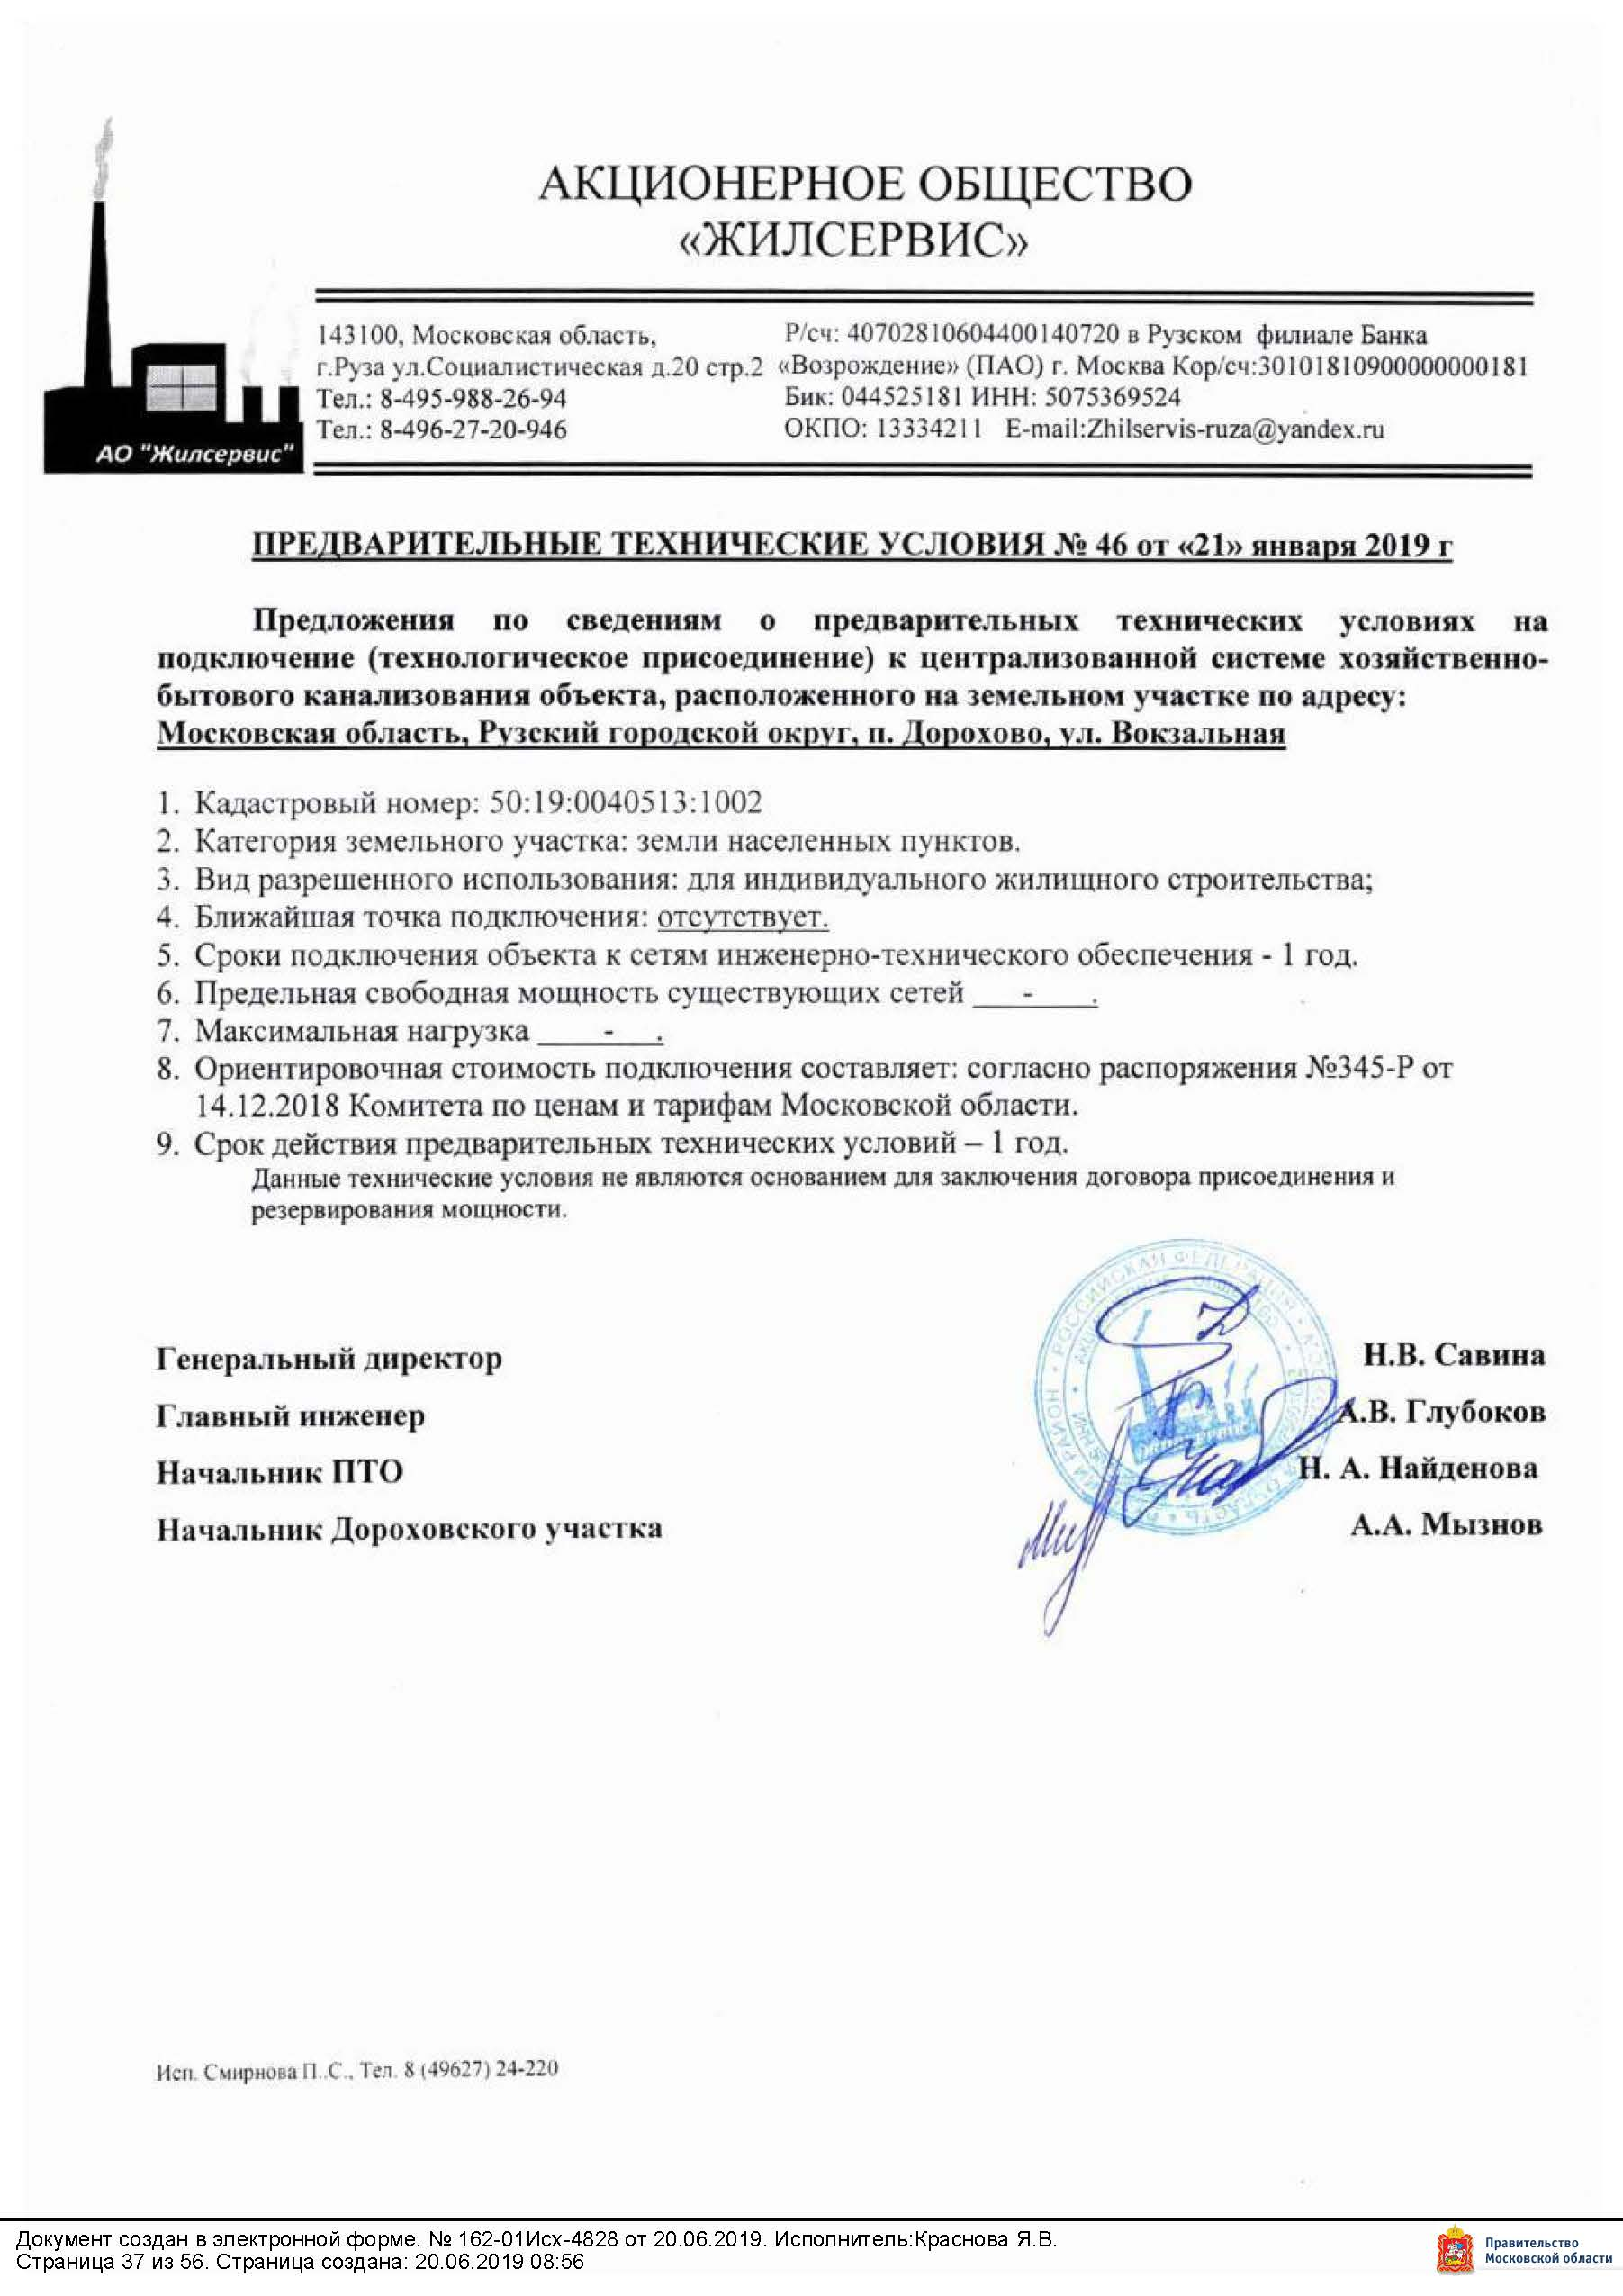 АКЦИОНЕРНОЕ ОБЩЕСТВО
«ЖИЛСЕРВИС»
АО "Жилсервис"
143100, Московская область,
г.Руза ул.Социалистическая д.20 стр.2
Тел.: 8-495-988-26-94
Тел.: 8-496-27-20-946
Р/сч: 40702810604400140720 в Рузском филиале Банка
«Возрождение» (ПАО) г. Москва Кор/сч:30101810900000000181
Бик: 044525181 ИНН: 5075369524
ОКПО: 13334211 E-mail:Zhilservis-ruza@yandex.ru
ПРЕДВАРИТЕЛЬНЫЕ ТЕХНИЧЕСКИЕ УСЛОВИЯ № 46 от «21» января 2019 г
Предложения по сведениям о предварительных технических условиях на
подключение (технологическое присоединение) к централизованной системе хозяйственно-
бытового канализования объекта, расположенного на земельном участке по адресу:
Московская область, Рузский городской округ, п. Дорохово, ул. Вокзальная
1. Кадастровый номер: 50:19:0040513:1002
2. Категория земельного участка: земли населенных пунктов.
3. Вид разрешенного использования: для индивидуального жилищного строительства;
4. Ближайшая точка подключения: отсутствует.
5. Сроки подключения объекта к сетям инженерно-технического обеспечения - 1 год.
6. Предельная свободная мощность существующих сетей ___-____.
7. Максимальная нагрузка ____-___.
8. Ориентировочная стоимость подключения составляет: согласно распоряжения №345-Р от
14.12.2018 Комитета по ценам и тарифам Московской области.
9. Срок действия предварительных технических условий – 1 год.
Данные технические условия не являются основанием для заключения договора присоединения и
резервирования мощности.
Генеральный директор Н.В. Савина
Главный инженер А.В. Глубоков
Начальник ПТО Н. А. Найденова
Начальник Дороховского участка А.А. Мызнов
РОССИЙСКАЯ ФЕДЕРАЦИЯ
Исп. Смирнова П..С., Тел. 8 (49627) 24-220
Документ создан в электронной форме. № 162-01Исх-4828 от 20.06.2019. Исполнитель:Краснова Я.В.
Страница 37 из 56. Страница создана: 20.06.2019 08:56
Правительство
Московской области